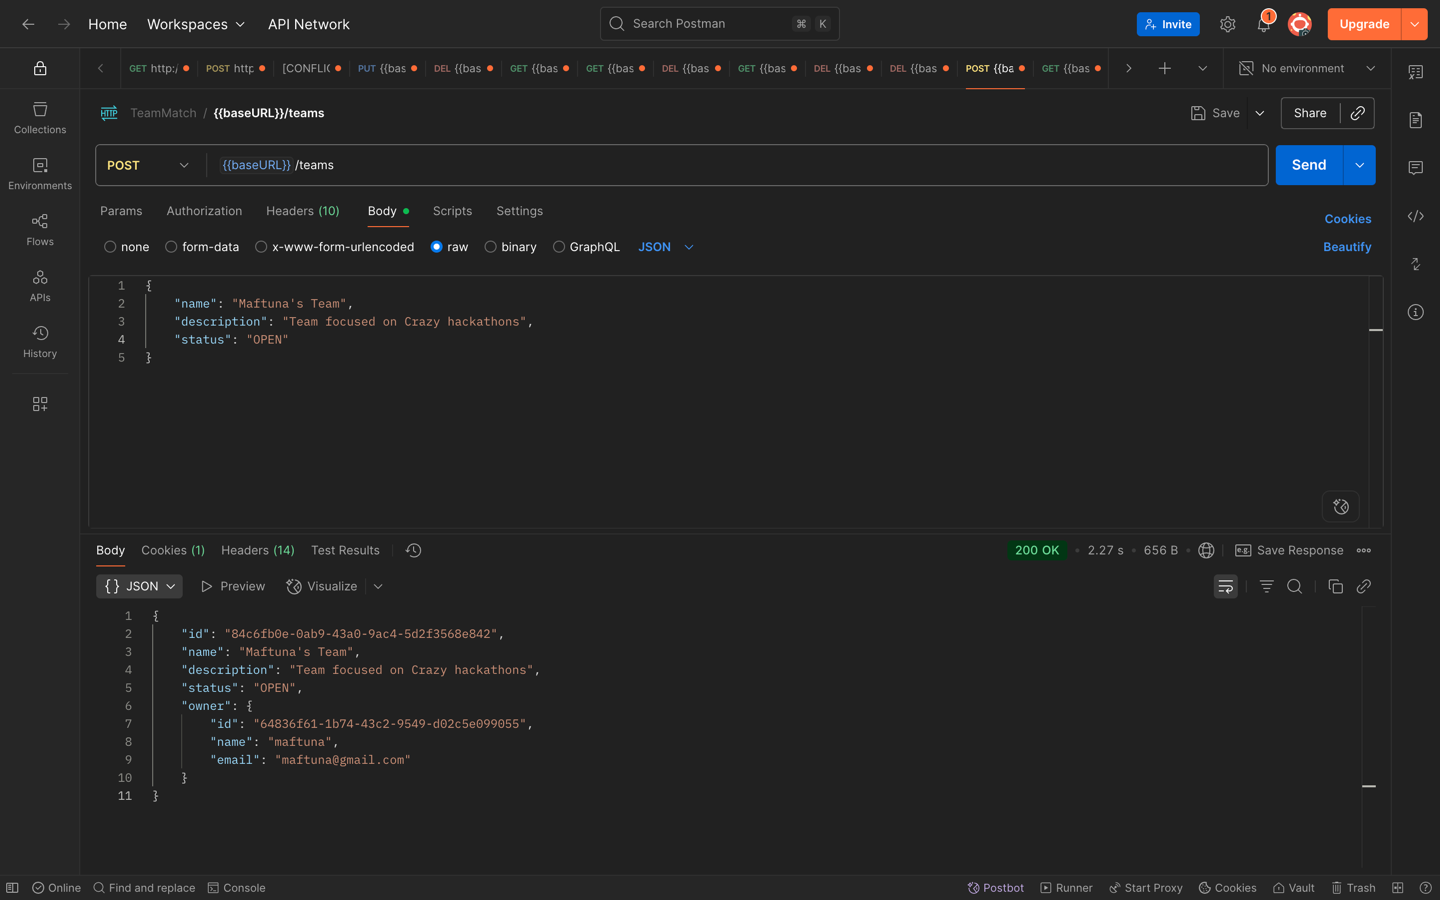 Home Workspaces API Network Search Postman ⌘ K Invite 1 Upgrade
GET http:/ POST http [CONFLIC PUT {{bas DEL {{bas GET {{bas GET {{bas DEL {{bas GET {{bas DEL {{bas DEL {{bas POST {{ba GET {{bas No environment
Collections
Environments
Flows
APIs
History
HTTP TeamMatch / {{baseURL}}/teams Save Share
POST {{baseURL}} /teams Send
Params Authorization Headers (10) Body Scripts Settings Cookies
none form-data x-www-form-urlencoded raw binary GraphQL JSON Beautify
1 {
2 "name": "Maftuna's Team",
3 "description": "Team focused on Crazy hackathons",
4 "status": "OPEN"
5 }
Body Cookies (1) Headers (14) Test Results 200 OK • 2.27 s • 656 B • e.g. Save Response
{} JSON Preview Visualize
1 {
2 "id": "84c6fb0e-0ab9-43a0-9ac4-5d2f3568e842",
3 "name": "Maftuna's Team",
4 "description": "Team focused on Crazy hackathons",
5 "status": "OPEN",
6 "owner": {
7 "id": "64836f61-1b74-43c2-9549-d02c5e099055",
8 "name": "maftuna",
9 "email": "maftuna@gmail.com"
10 }
11 }
Online Find and replace Console Postbot Runner Start Proxy Cookies Vault Trash